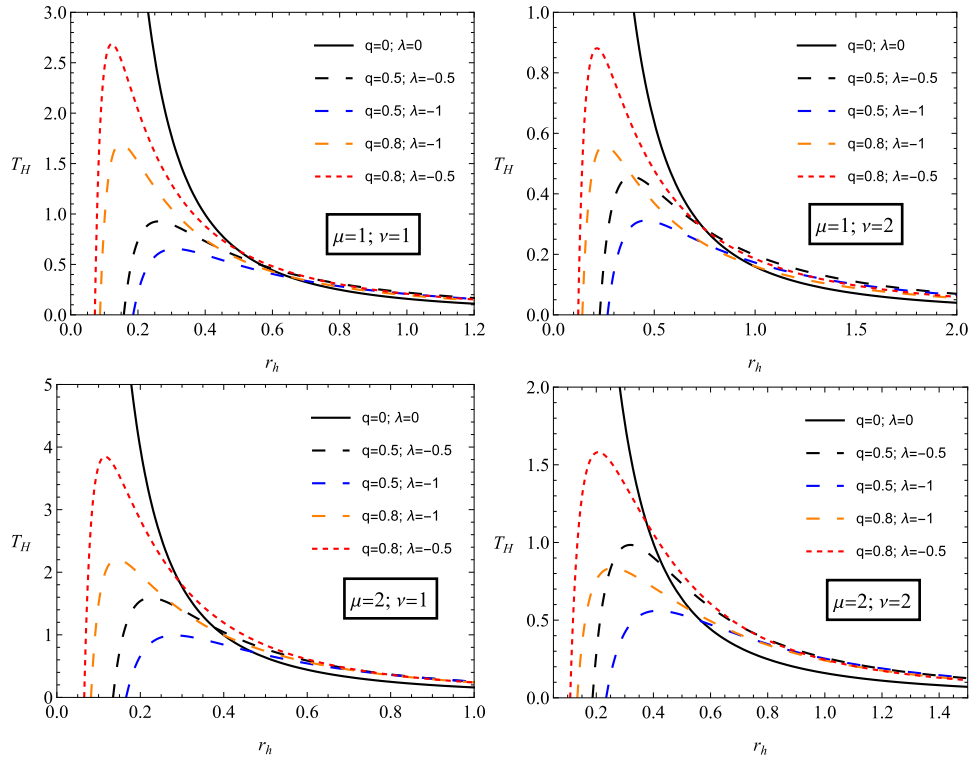 3.0
2.5
2.0
1.5
1.0
0.5
0.0
T_H
q=0; λ=0
q=0.5; λ=-0.5
q=0.5; λ=-1
q=0.8; λ=-1
q=0.8; λ=-0.5
μ=1; ν=1
0.0 0.2 0.4 0.6 0.8 1.0 1.2
r_h
1.0
0.8
0.6
0.4
0.2
0.0
T_H
q=0; λ=0
q=0.5; λ=-0.5
q=0.5; λ=-1
q=0.8; λ=-1
q=0.8; λ=-0.5
μ=1; ν=2
0.0 0.5 1.0 1.5 2.0
r_h
5
4
3
2
1
0
T_H
q=0; λ=0
q=0.5; λ=-0.5
q=0.5; λ=-1
q=0.8; λ=-1
q=0.8; λ=-0.5
μ=2; ν=1
0.0 0.2 0.4 0.6 0.8 1.0
r_h
2.0
1.5
1.0
0.5
0.0
T_H
q=0; λ=0
q=0.5; λ=-0.5
q=0.5; λ=-1
q=0.8; λ=-1
q=0.8; λ=-0.5
μ=2; ν=2
0.2 0.4 0.6 0.8 1.0 1.2 1.4
r_h